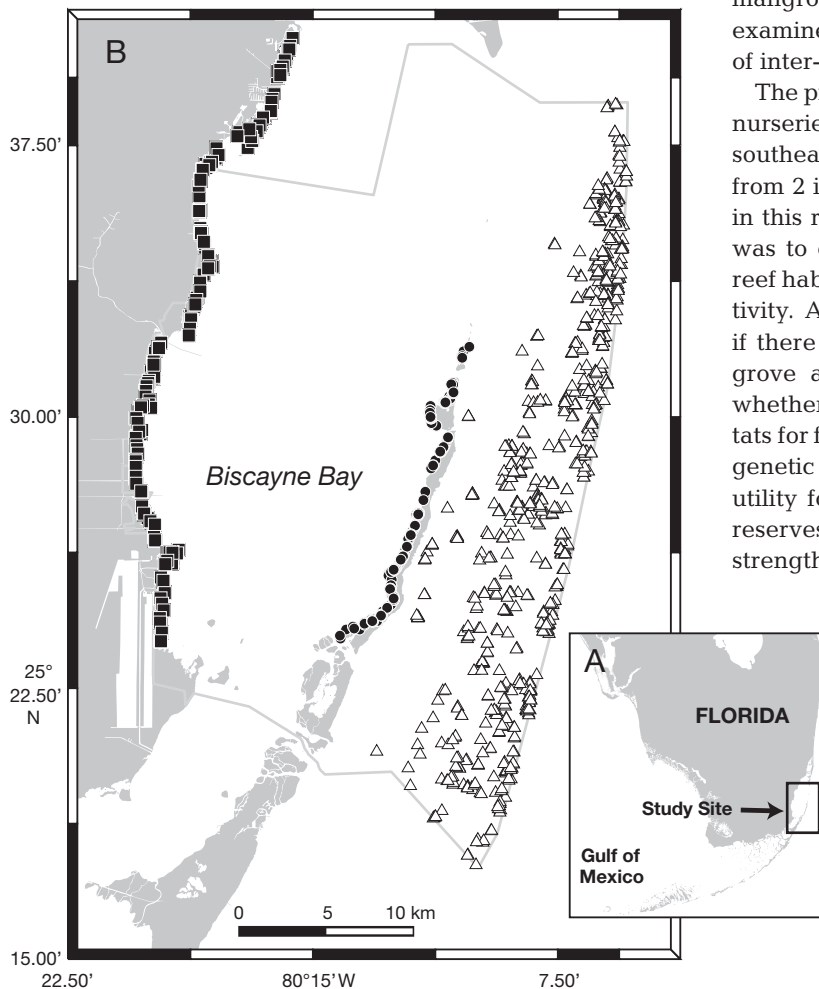 B
37.50'
30.00'
25°
22.50'
N
15.00'
22.50'
80°15'W
7.50'
Biscayne Bay
0 5 10 km
A
FLORIDA
Study Site
Gulf of
Mexico
examine
of inter-
The p
nurserie
southea
from 2 i
in this r
was to
reef hab
tivity. A
if there
grove a
whether
tats for f
genetic
utility f
reserves
strength